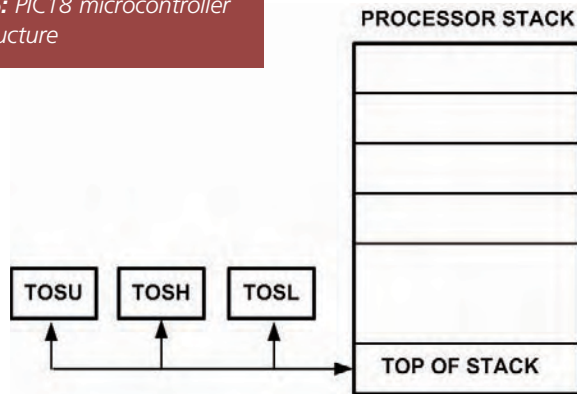 PIC18 microcontroller
ucture
PROCESSOR STACK
TOSU
TOSH
TOSL
TOP OF STACK